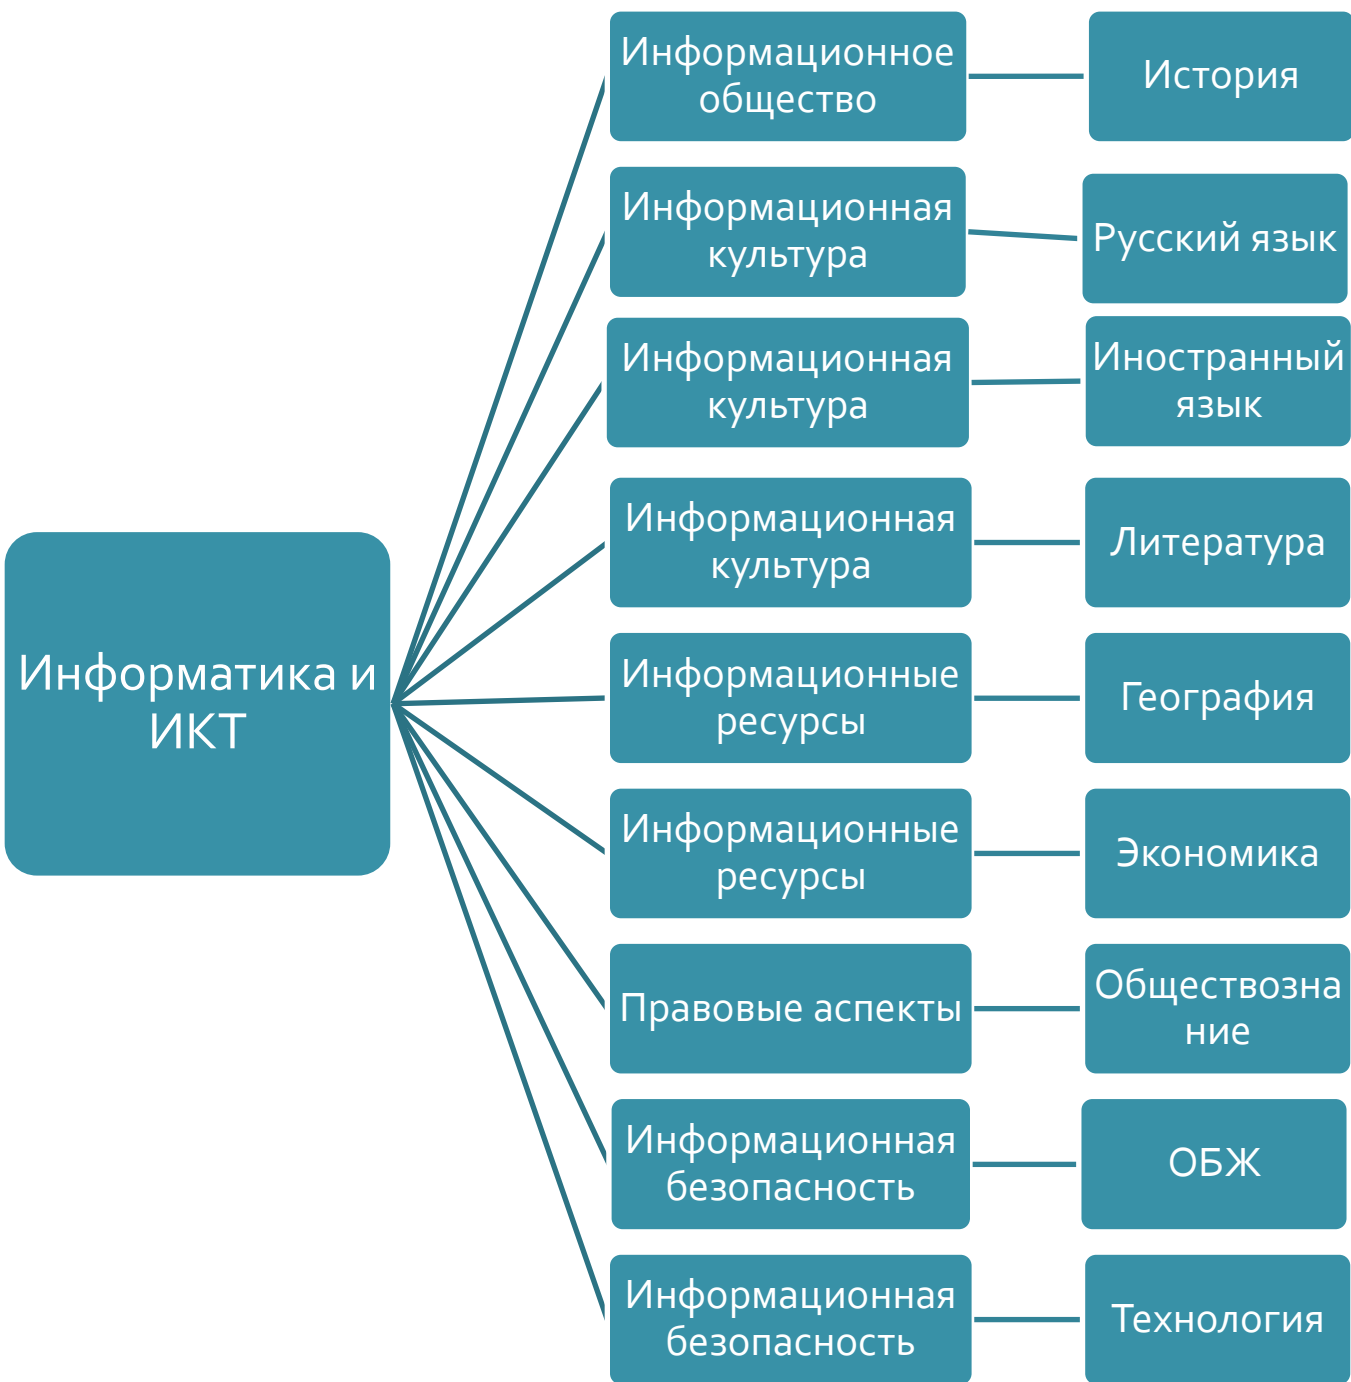 Информатика и
ИКТ
Информационное
общество
История
Информационная
культура
Русский язык
Информационная
культура
Иностранный
язык
Информационная
культура
Литература
Информационные
ресурсы
География
Информационные
ресурсы
Экономика
Правовые аспекты
Обществозна
ние
Информационная
безопасность
ОБЖ
Информационная
безопасность
Технология